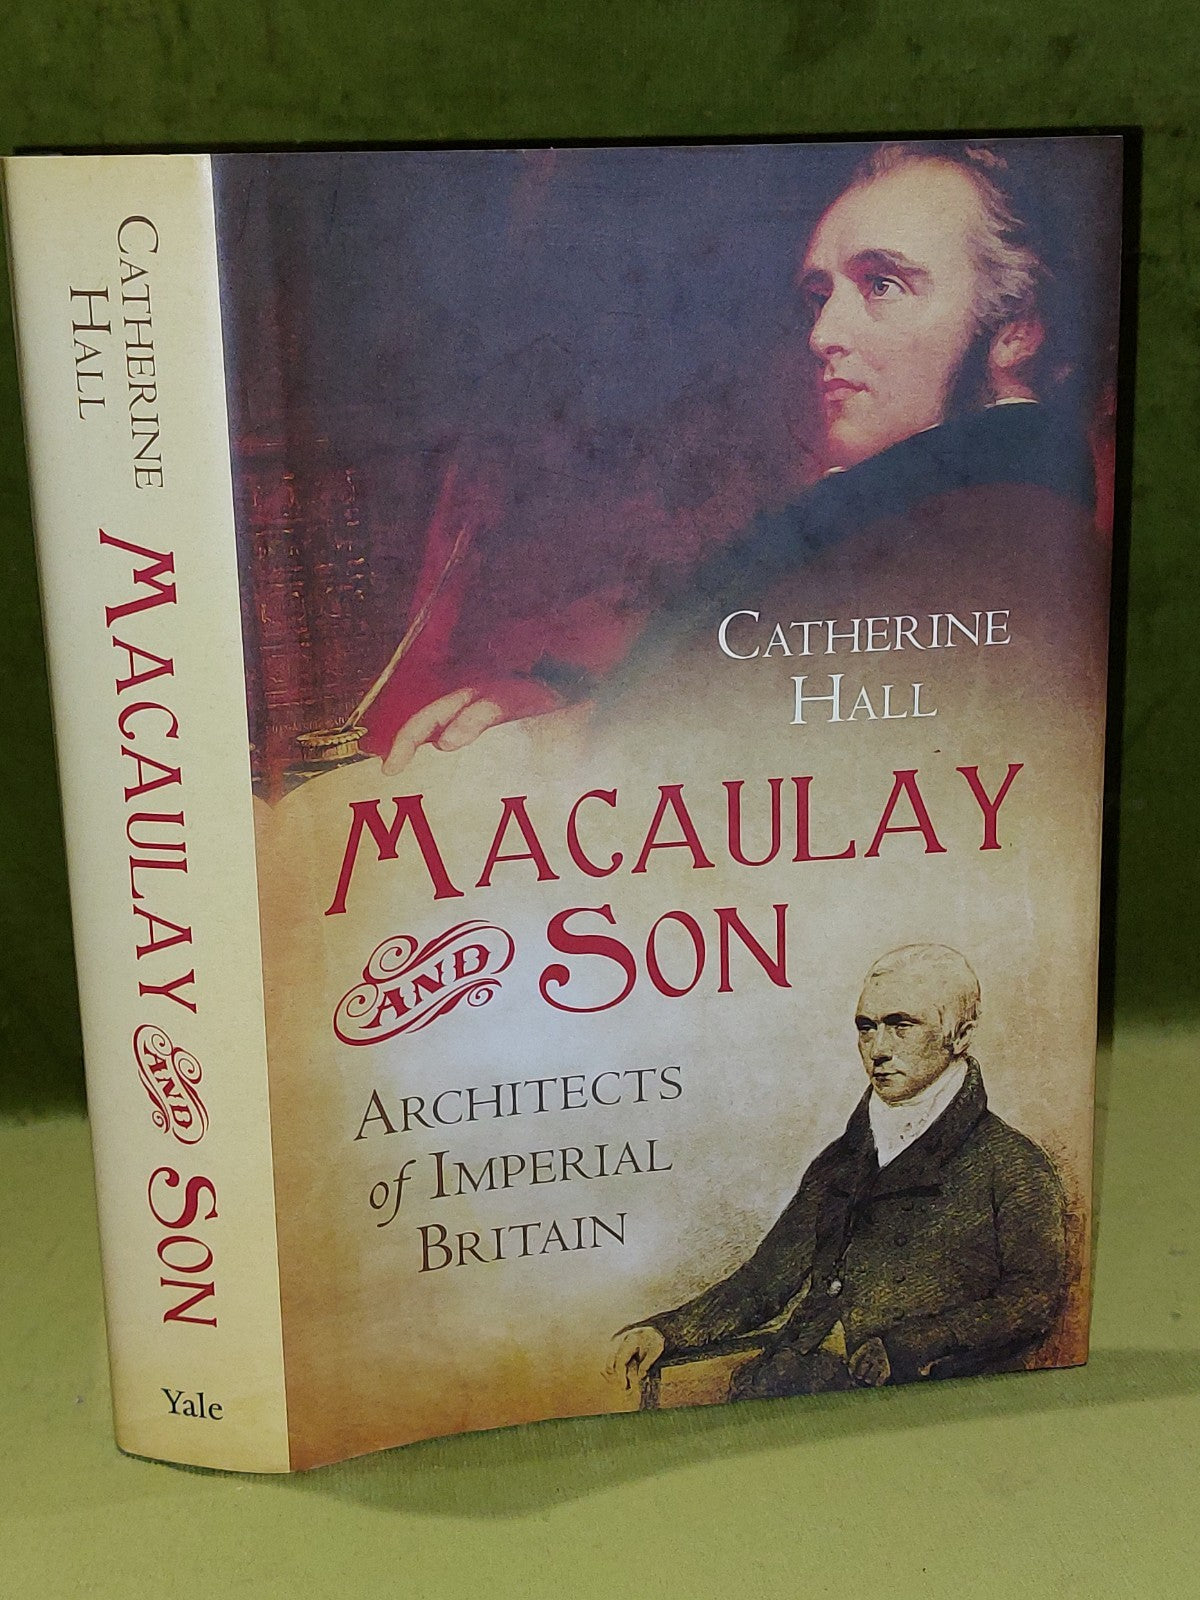 CATHERINE
HALL
MACAULAY AND SON
Yale
CATHERINE
HALL
MACAULAY
AND SON
ARCHITECTS
of IMPERIAL
BRITAIN